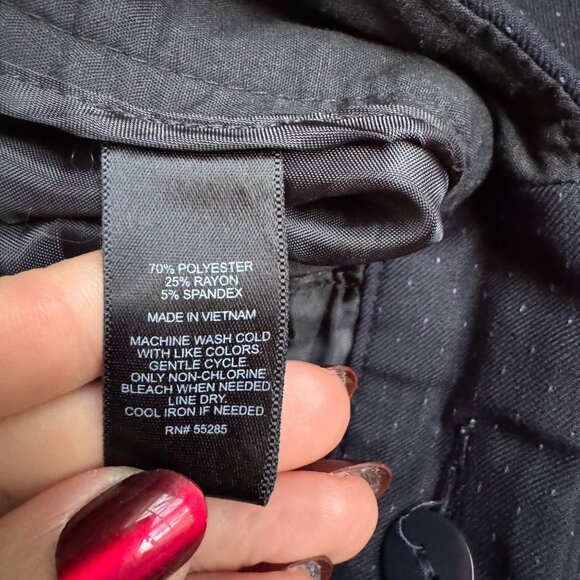 70% POLYESTER
25% RAYON
5% SPANDEX
MADE IN VIETNAM
MACHINE WASH COLD
WITH LIKE COLORS.
GENTLE CYCLE.
ONLY NON-CHLORINE
BLEACH WHEN NEEDED.
LINE DRY.
COOL IRON IF NEEDED
RN# 55285